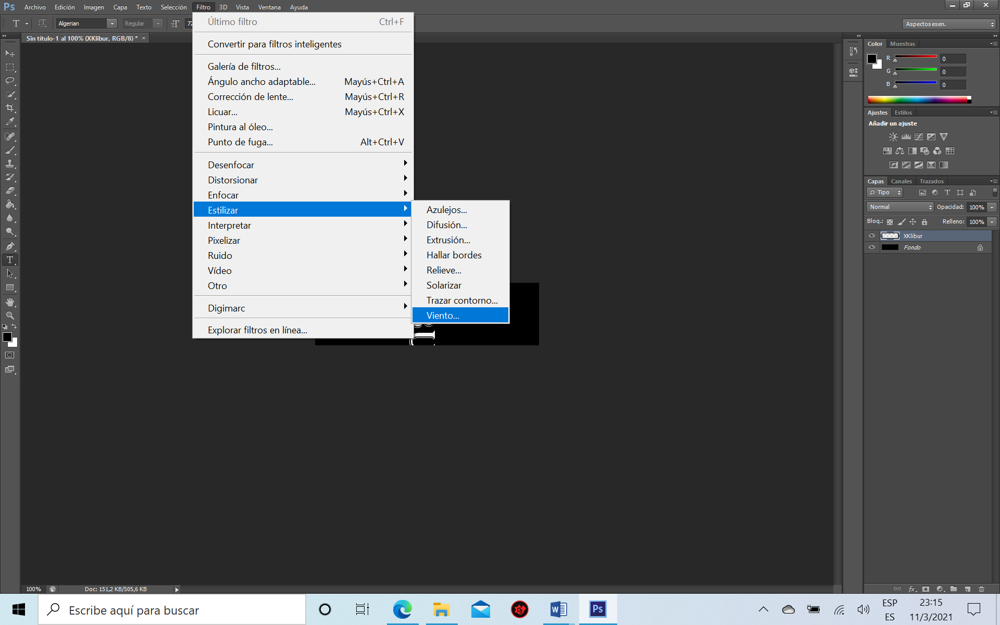 Ps Archivo Edición Imagen Capa Texto Selección Filtro 3D Vista Ventana Ayuda
T Algerian Regular 72 Aspectos esen.
Sin título-1 al 100% (XKlibur, RGB/8) * ×
Último filtro Ctrl+F
Convertir para filtros inteligentes
Galería de filtros...
Ángulo ancho adaptable... Mayús+Ctrl+A
Corrección de lente... Mayús+Ctrl+R
Licuar... Mayús+Ctrl+X
Pintura al óleo...
Punto de fuga... Alt+Ctrl+V
Desenfocar
Distorsionar
Enfocar
Estilizar
Interpretar
Pixelizar
Ruido
Vídeo
Otro
Digimarc
Explorar filtros en línea...
Azulejos...
Difusión...
Extrusión...
Hallar bordes
Relieve...
Solarizar
Trazar contorno...
Viento...
Color Muestras
R 0
G 0
B 0
Ajustes Estilos
Añadir un ajuste
Capas Canales Trazados
Tipo
Normal Opacidad: 100%
Bloq.: Relleno: 100%
XKlibur
Fondo
100% Doc: 151,2 KB/505,6 KB
Escribe aquí para buscar
ESP
ES
23:15
11/3/2021